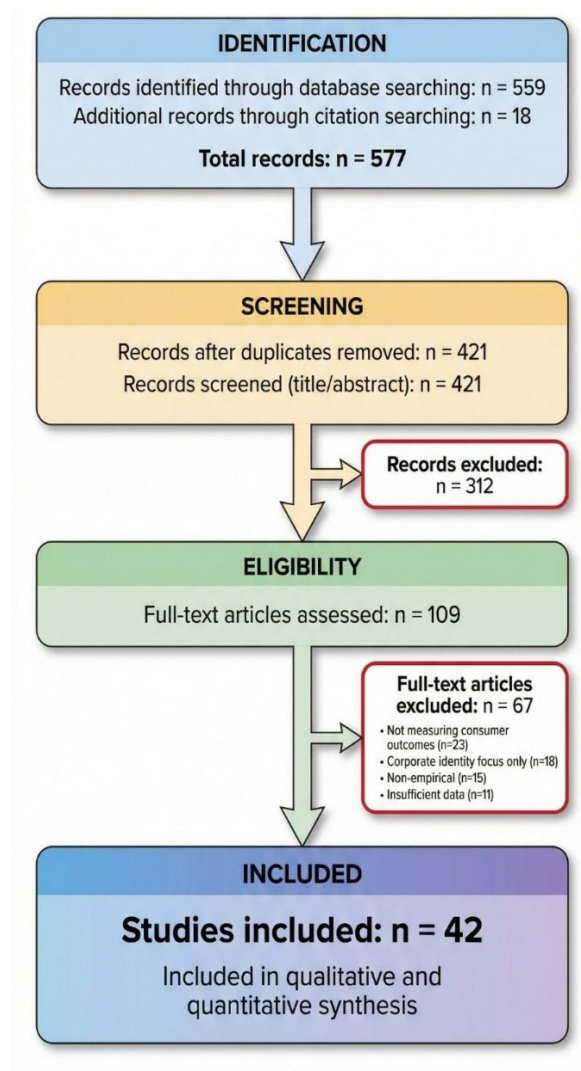 IDENTIFICATION
Records identified through database searching: n = 559
Additional records through citation searching: n = 18
Total records: n = 577
SCREENING
Records after duplicates removed: n = 421
Records screened (title/abstract): n = 421
Records excluded:
n = 312
ELIGIBILITY
Full-text articles assessed: n = 109
Full-text articles
excluded: n = 67
• Not measuring consumer
outcomes (n=23)
• Corporate identity focus only (n=18)
• Non-empirical (n=15)
• Insufficient data (n=11)
INCLUDED
Studies included: n = 42
Included in qualitative and
quantitative synthesis